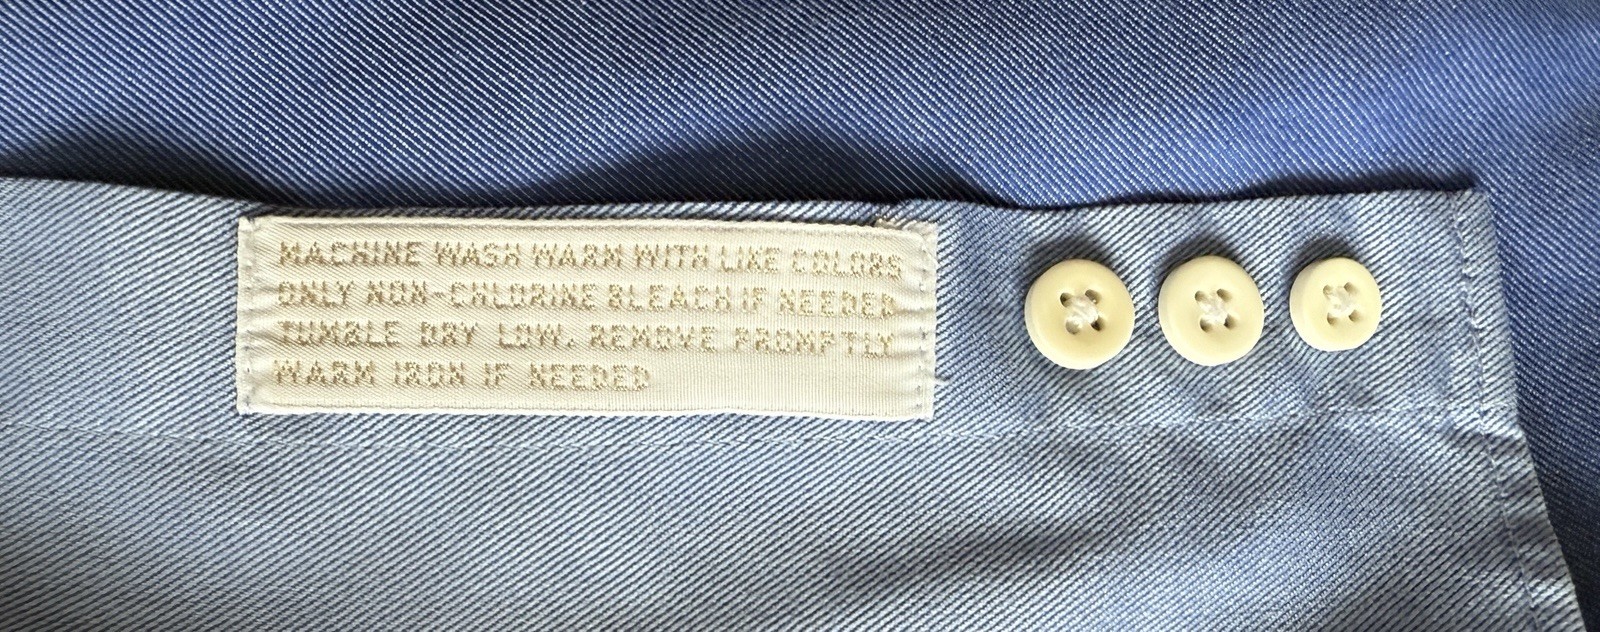 MACHINE WASH WARM WITH LIKE COLORS
ONLY NON-CHLORINE BLEACH IF NEEDED
TUMBLE DRY LOW. REMOVE PROMPTLY
WARM IRON IF NEEDED